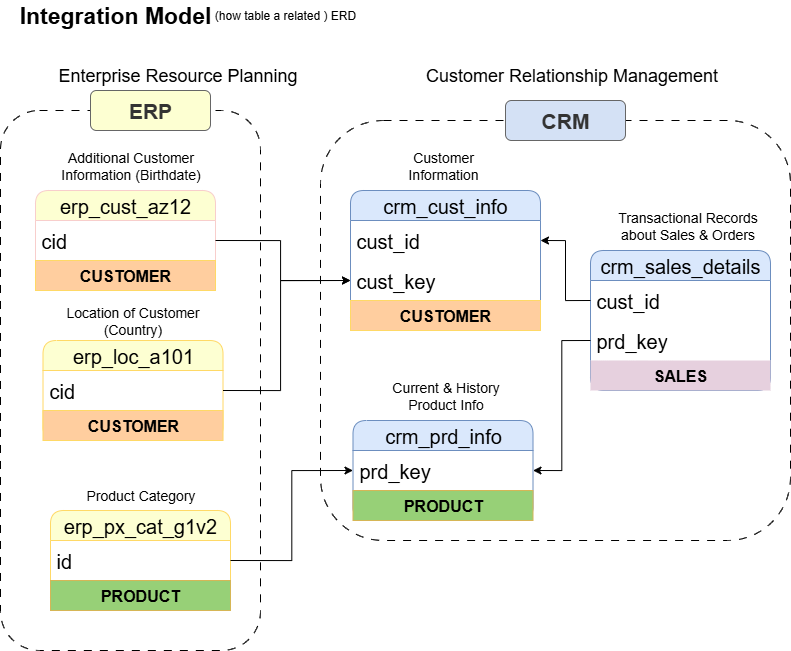 Integration Model (how table a related ) ERD
Enterprise Resource Planning
ERP
Additional Customer
Information (Birthdate)
erp_cust_az12
cid
CUSTOMER
Location of Customer
(Country)
erp_loc_a101
cid
CUSTOMER
Product Category
erp_px_cat_g1v2
id
PRODUCT
Customer Relationship Management
CRM
Customer
Information
crm_cust_info
cust_id
cust_key
CUSTOMER
Current & History
Product Info
crm_prd_info
prd_key
PRODUCT
Transactional Records
about Sales & Orders
crm_sales_details
cust_id
prd_key
SALES